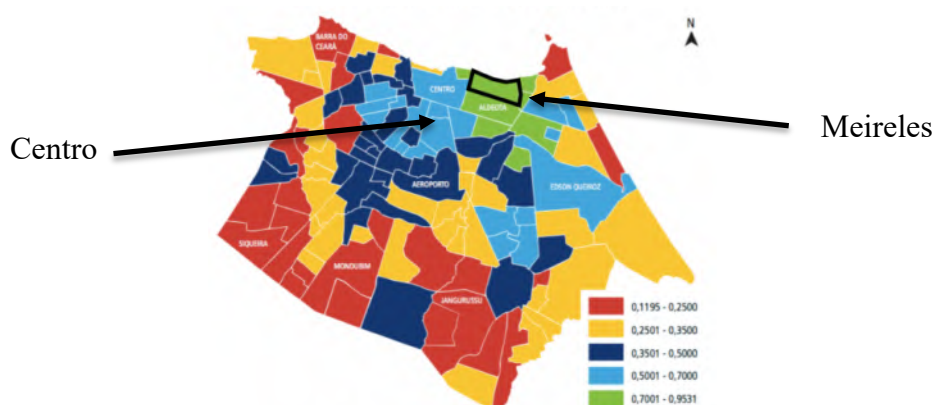 BARRA DO
CEARÁ
N
CENTRO
ALDEOTA
Meireles
Centro
AEROPORTO
EDSON QUEIROZ
SIQUEIRA
MONDUBIM
JANGURUSSU
0,1195 - 0,2500
0,2501 - 0,3500
0,3501 - 0,5000
0,5001 - 0,7000
0,7001 - 0,9531